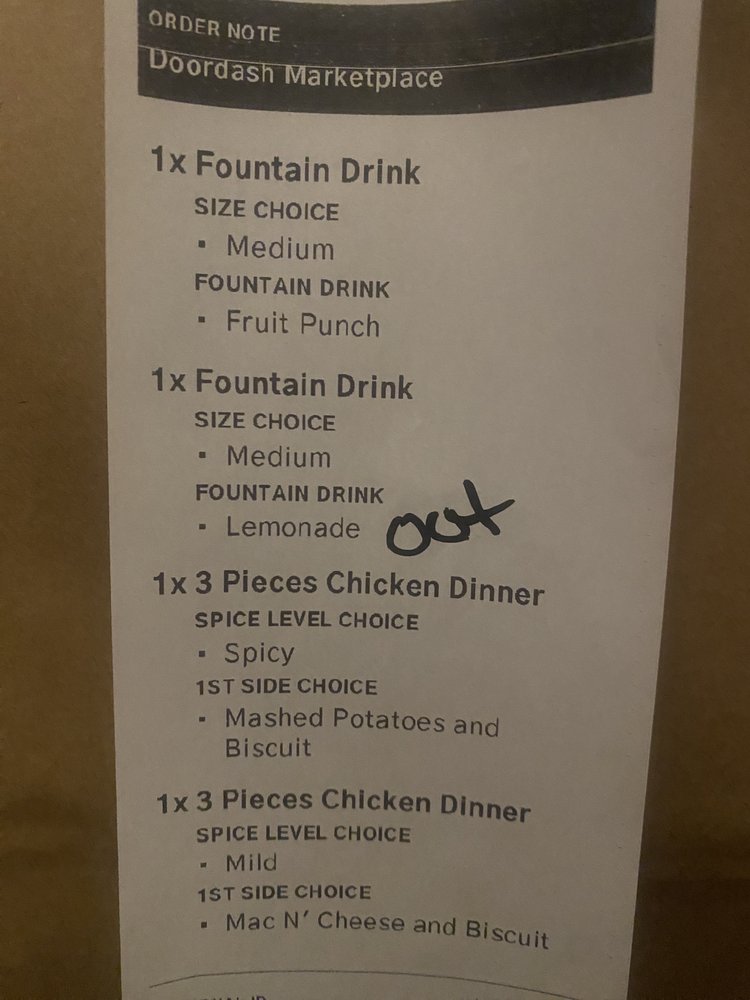 ORDER NOTE
Doordash Marketplace
1x Fountain Drink
SIZE CHOICE
▪ Medium
FOUNTAIN DRINK
▪ Fruit Punch
1x Fountain Drink
SIZE CHOICE
▪ Medium
FOUNTAIN DRINK
▪ Lemonade out
1x 3 Pieces Chicken Dinner
SPICE LEVEL CHOICE
▪ Spicy
1ST SIDE CHOICE
▪ Mashed Potatoes and
Biscuit
1x 3 Pieces Chicken Dinner
SPICE LEVEL CHOICE
▪ Mild
1ST SIDE CHOICE
▪ Mac N' Cheese and Biscuit